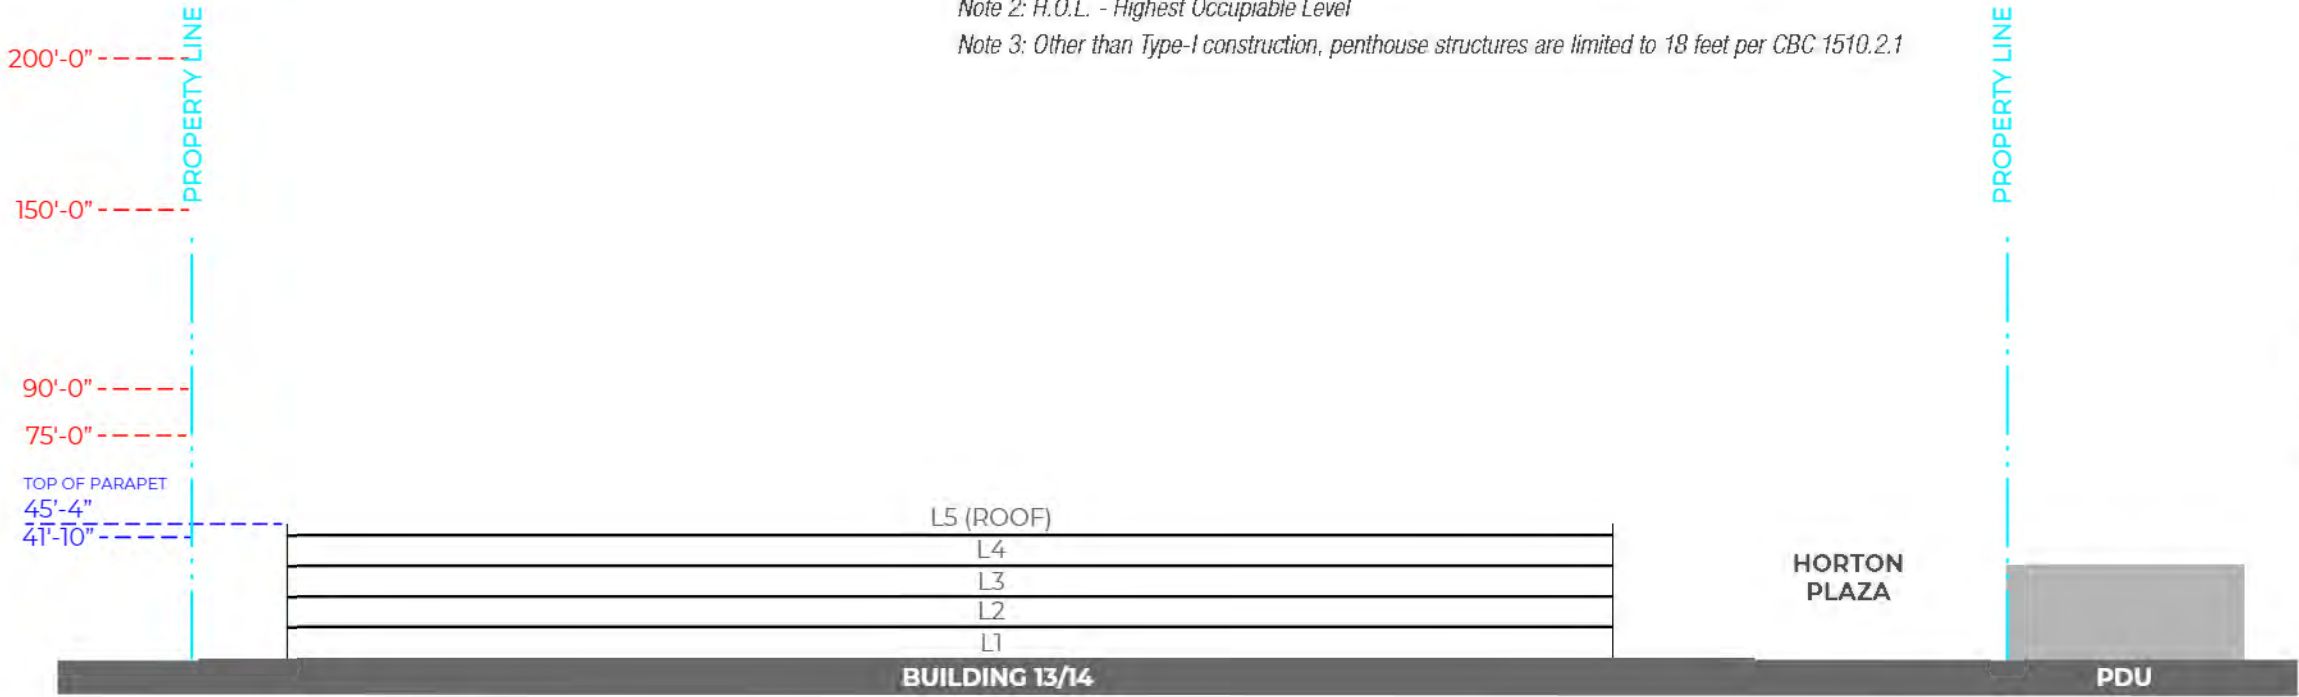 Note 2: H.O.L. - Highest Occupiable Level
Note 3: Other than Type-I construction, penthouse structures are limited to 18 feet per CBC 1510.2.1
PROPERTY LINE
PROPERTY LINE
200'-0"
150'-0"
90'-0"
75'-0"
TOP OF PARAPET
45'-4"
41'-10"
L5 (ROOF)
L4
L3
L2
L1
HORTON
PLAZA
BUILDING 13/14
PDU